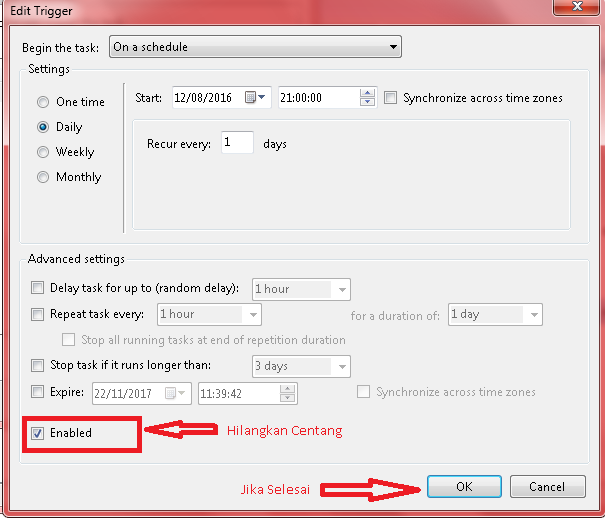 Edit Trigger
Begin the task: On a schedule
Settings
One time
Daily
Weekly
Monthly
Start: 12/08/2016 21:00:00 Synchronize across time zones
Recur every: 1 days
Advanced settings
Delay task for up to (random delay): 1 hour
Repeat task every: 1 hour for a duration of: 1 day
Stop all running tasks at end of repetition duration
Stop task if it runs longer than: 3 days
Expire: 22/11/2017 11:39:42 Synchronize across time zones
Enabled Hilangkan Centang
Jika Selesai OK Cancel